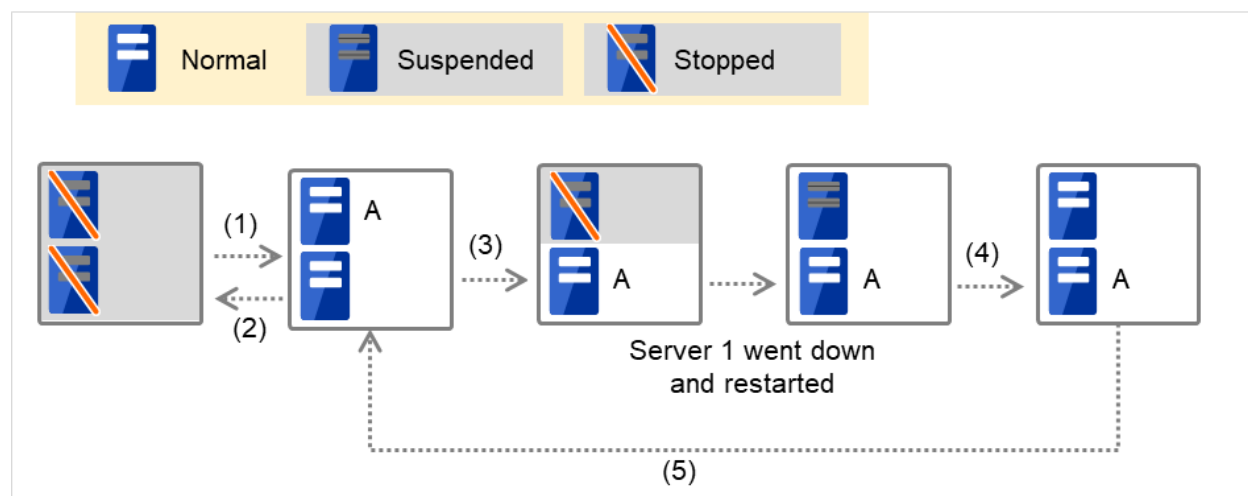 Normal
Suspended
Stopped
(1)
(2)
A
(3)
A
A
(4)
A
Server 1 went down
and restarted
(5)